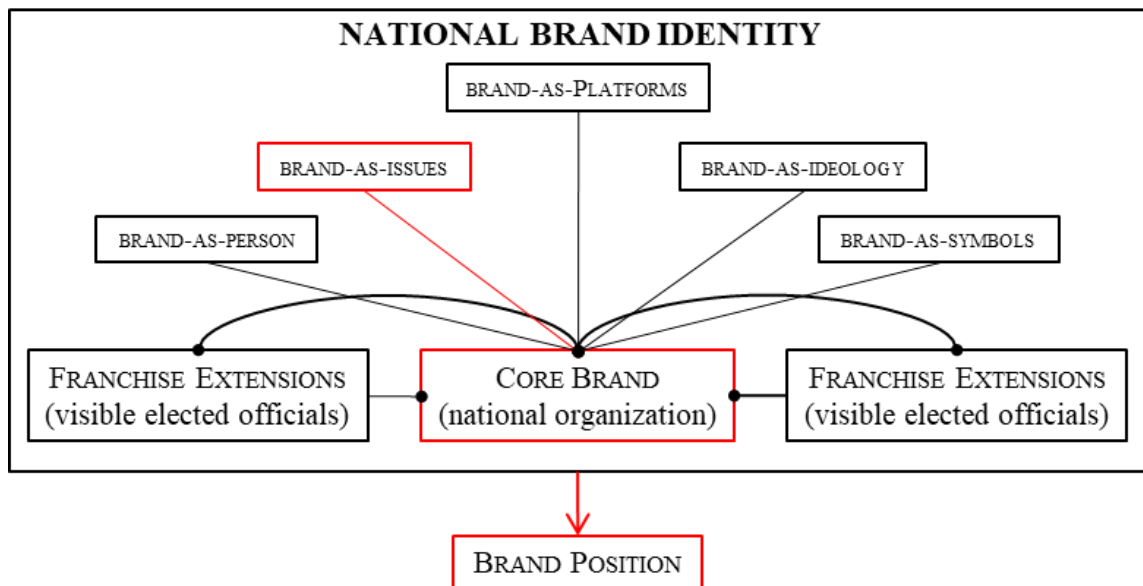 NATIONAL BRAND IDENTITY
BRAND-AS-PLATFORMS
BRAND-AS-ISSUES
BRAND-AS-IDEOLOGY
BRAND-AS-PERSON
BRAND-AS-SYMBOLS
FRANCHISE EXTENSIONS
(visible elected officials)
CORE BRAND
(national organization)
FRANCHISE EXTENSIONS
(visible elected officials)
BRAND POSITION